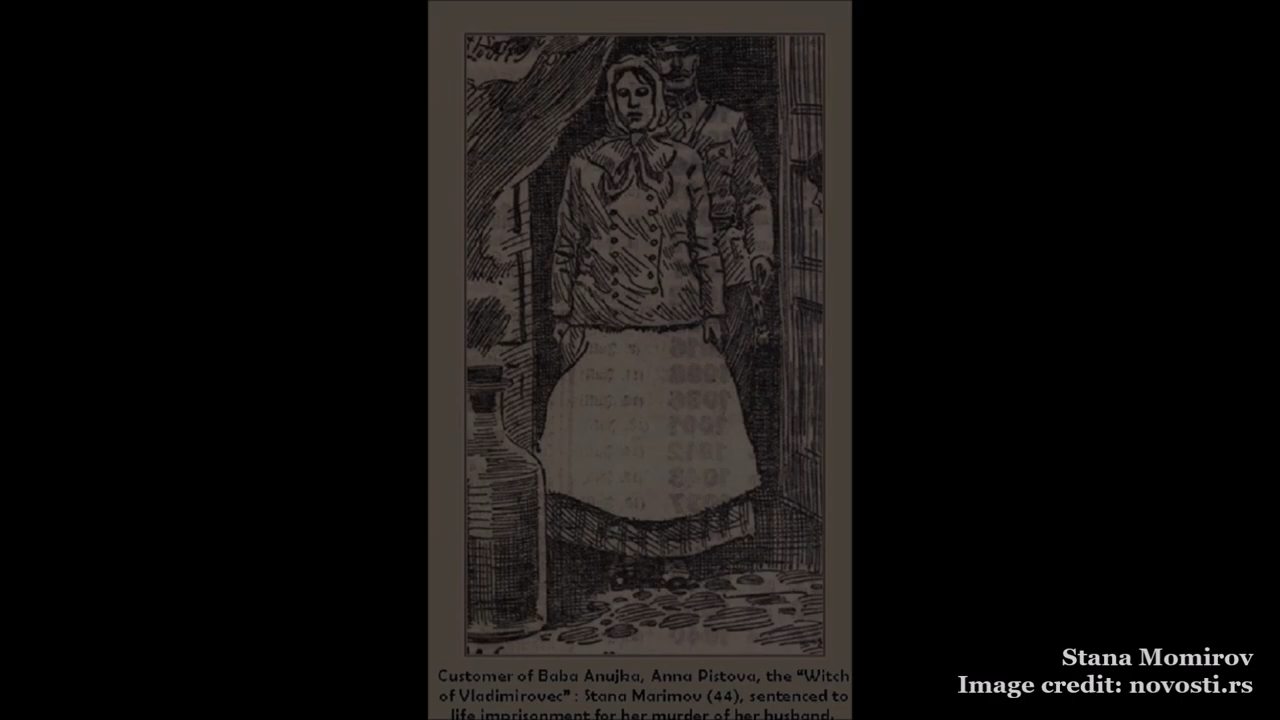 Customer of Baba Anujka, Anna Pistova, the “Witch
of Vladimirovec” : Stana Marimov (44), sentenced to
life imprisonment for her murder of her husband.
Stana Momirov
Image credit: novosti.rs